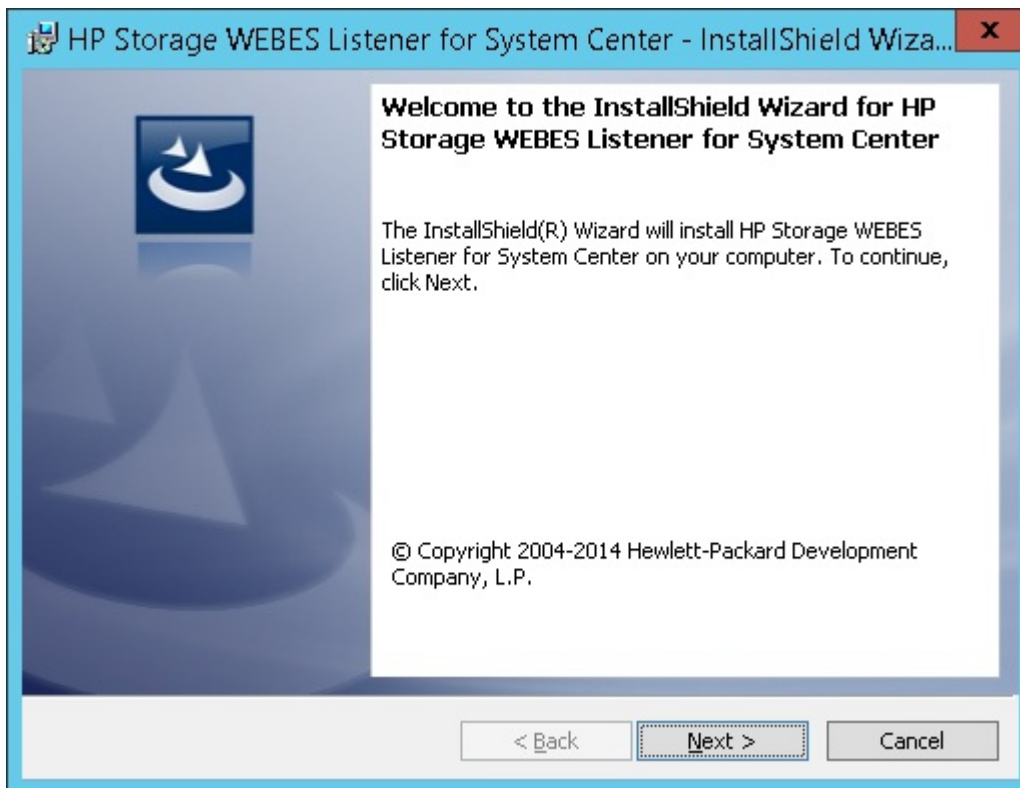 HP Storage WEBES Listener for System Center - InstallShield Wiza...
x
Welcome to the InstallShield Wizard for HP
Storage WEBES Listener for System Center
The InstallShield(R) Wizard will install HP Storage WEBES
Listener for System Center on your computer. To continue,
click Next.
© Copyright 2004-2014 Hewlett-Packard Development
Company, L.P.
< Back
Next >
Cancel